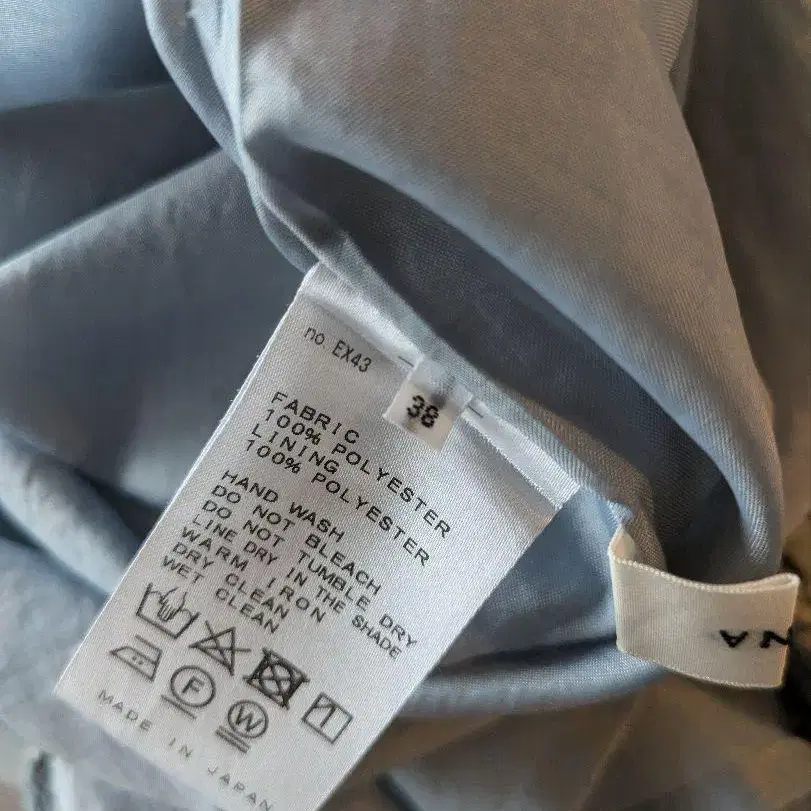 no. EX43
38
FABRIC
100% POLYESTER
LINING
100% POLYESTER
HAND WASH
DO NOT BLEACH
DO NOT TUMBLE DRY
LINE DRY IN THE SHADE
WARM IRON
DRY CLEAN
WET CLEAN
F
W
MADE IN JAPAN